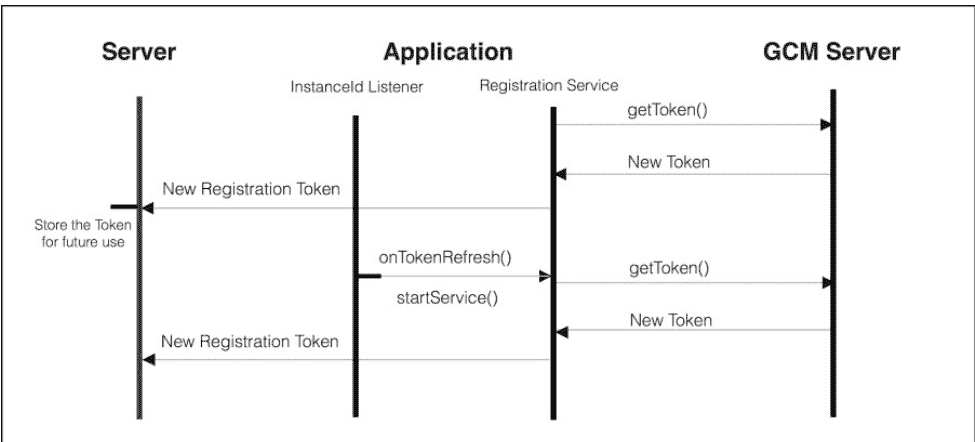 Server
Application
GCM Server
InstanceId Listener
Registration Service
getToken()
New Token
New Registration Token
Store the Token
for future use
onTokenRefresh()
startService()
getToken()
New Token
New Registration Token